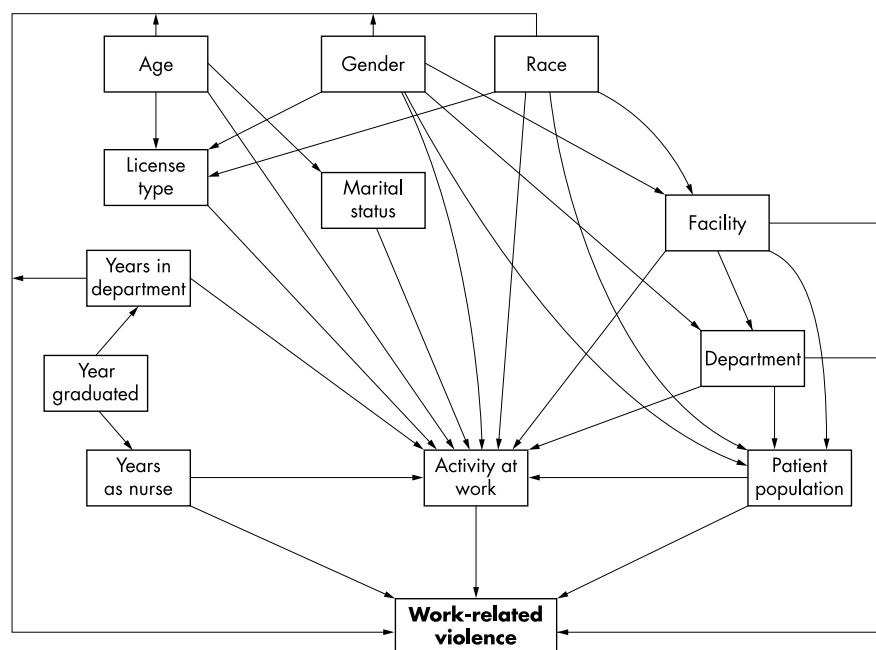 Age
Gender
Race
License
type
Marital
status
Facility
Years in
department
Department
Year
graduated
Years
as nurse
Activity at
work
Patient
population
Work-related
violence